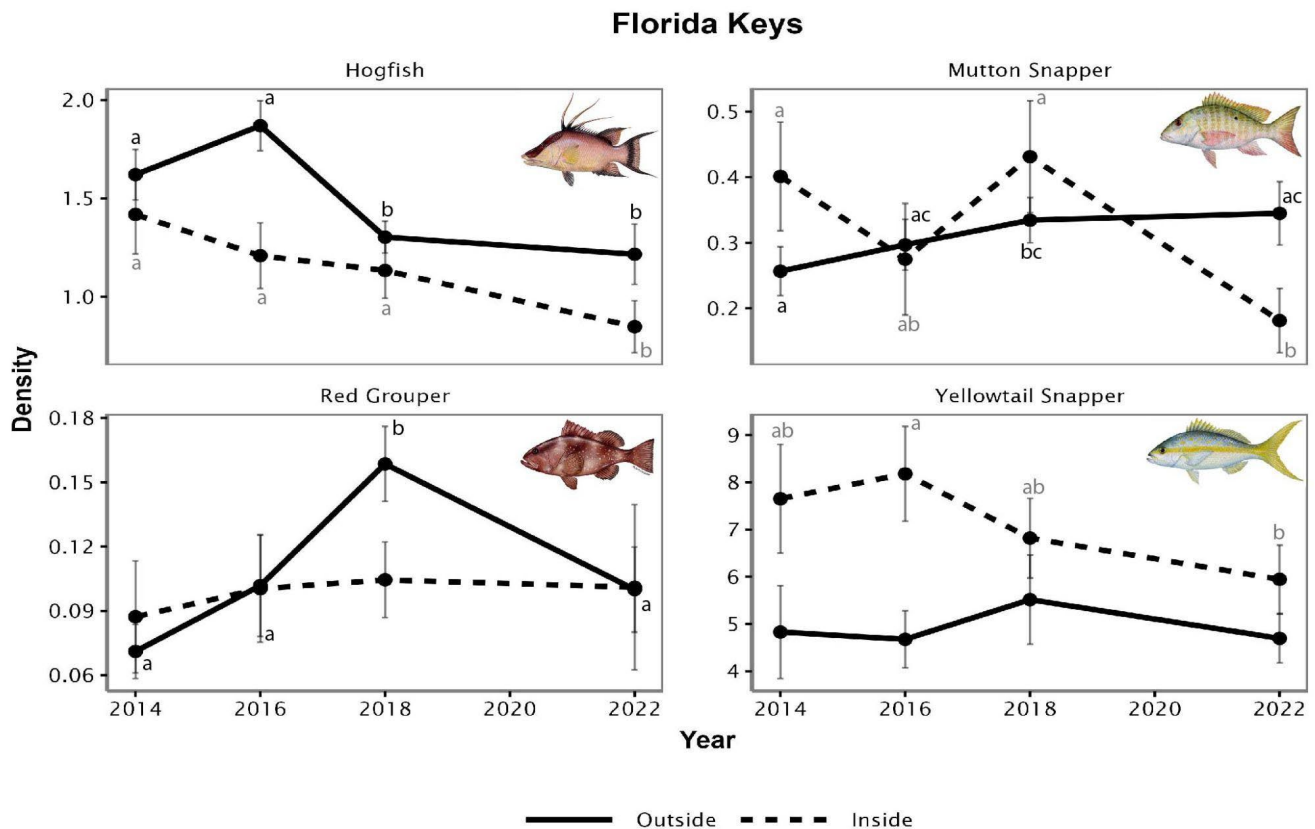 Florida Keys
Hogfish
Mutton Snapper
2.0
1.5
1.0
a
a
b
b
a
a
a
b
0.5
0.4
0.3
0.2
a
a
ac
ac
bc
a
ab
b
Density
Red Grouper
Yellowtail Snapper
0.18
0.15
0.12
0.09
0.06
b
a
a
a
9
8
7
6
5
4
ab
a
ab
b
2014 2016 2018 2020 2022
2014 2016 2018 2020 2022
Year
Outside Inside